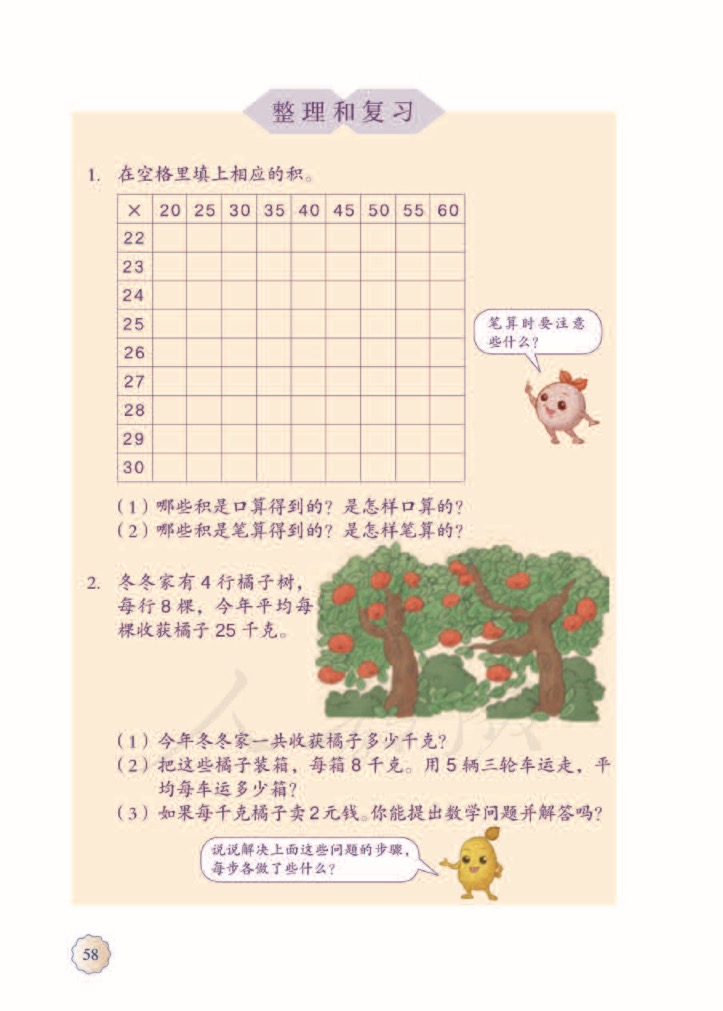 整理和复习
1. 在空格里填上相应的积。
× 20 25 30 35 40 45 50 55 60
22
23
24
25
26
27
28
29
30
笔算时要注意
些什么？
（1）哪些积是口算得到的？是怎样口算的？
（2）哪些积是笔算得到的？是怎样笔算的？
2. 冬冬家有4行橘子树，
每行8棵，今年平均每
棵收获橘子25千克。
（1）今年冬冬家一共收获橘子多少千克？
（2）把这些橘子装箱，每箱8千克。用5辆三轮车运走，平
均每车运多少箱？
（3）如果每千克橘子卖2元钱。你能提出数学问题并解答吗？
说说解决上面这些问题的步骤，
每步各做了些什么？
58